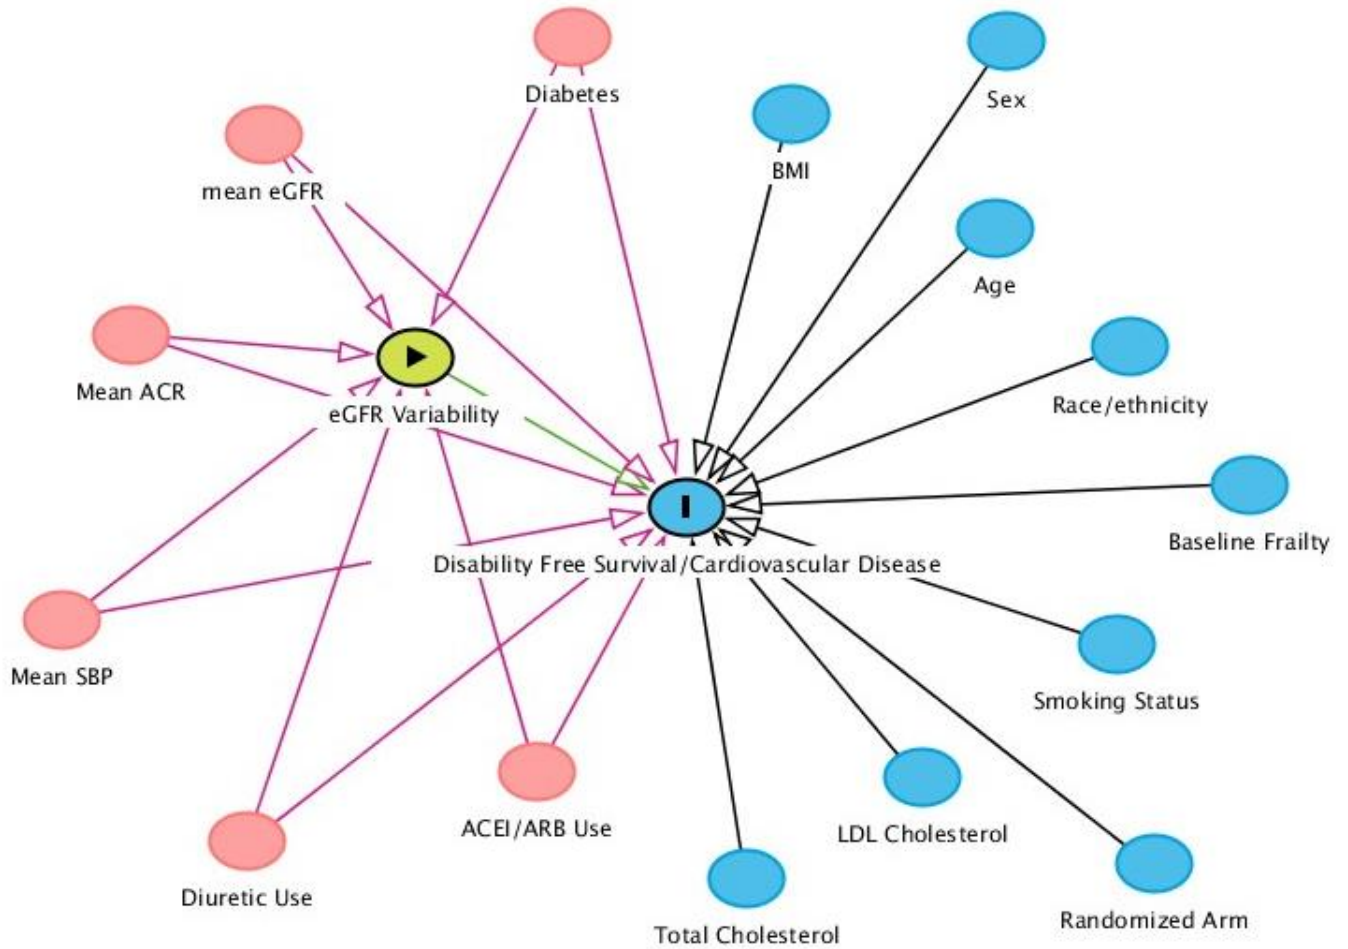 Diabetes
Sex
BMI
mean eGFR
Age
Mean ACR
eGFR Variability
Race/ethnicity
Baseline Frailty
Disability Free Survival/Cardiovascular Disease
Mean SBP
Smoking Status
ACEI/ARB Use
LDL Cholesterol
Diuretic Use
Randomized Arm
Total Cholesterol